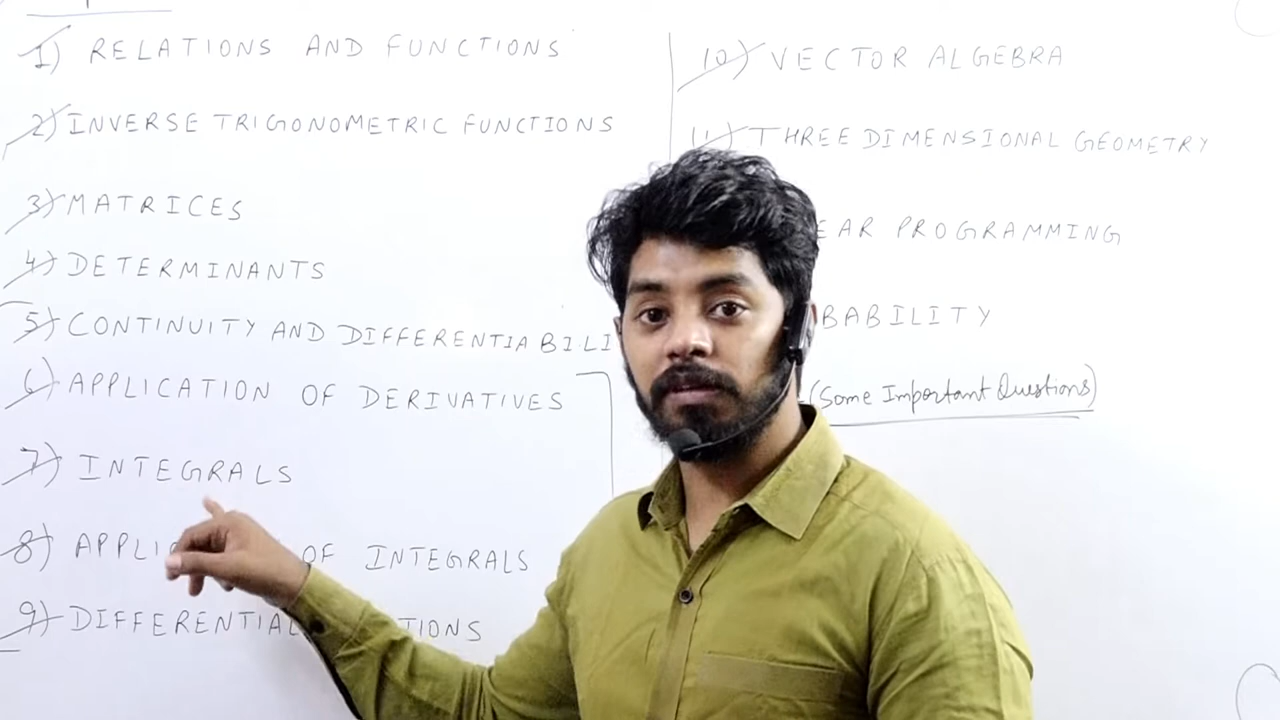 1) RELATIONS AND FUNCTIONS
2) INVERSE TRIGONOMETRIC FUNCTIONS
3) MATRICES
4) DETERMINANTS
5) CONTINUITY AND DIFFERENTIABILI
6) APPLICATION OF DERIVATIVES
7) INTEGRALS
8) APPLI OF INTEGRALS
9) DIFFERENTIAL TIONS
10) VECTOR ALGEBRA
11) THREE DIMENSIONAL GEOMETRY
EAR PROGRAMMING
BABILITY
(Some Important Questions)